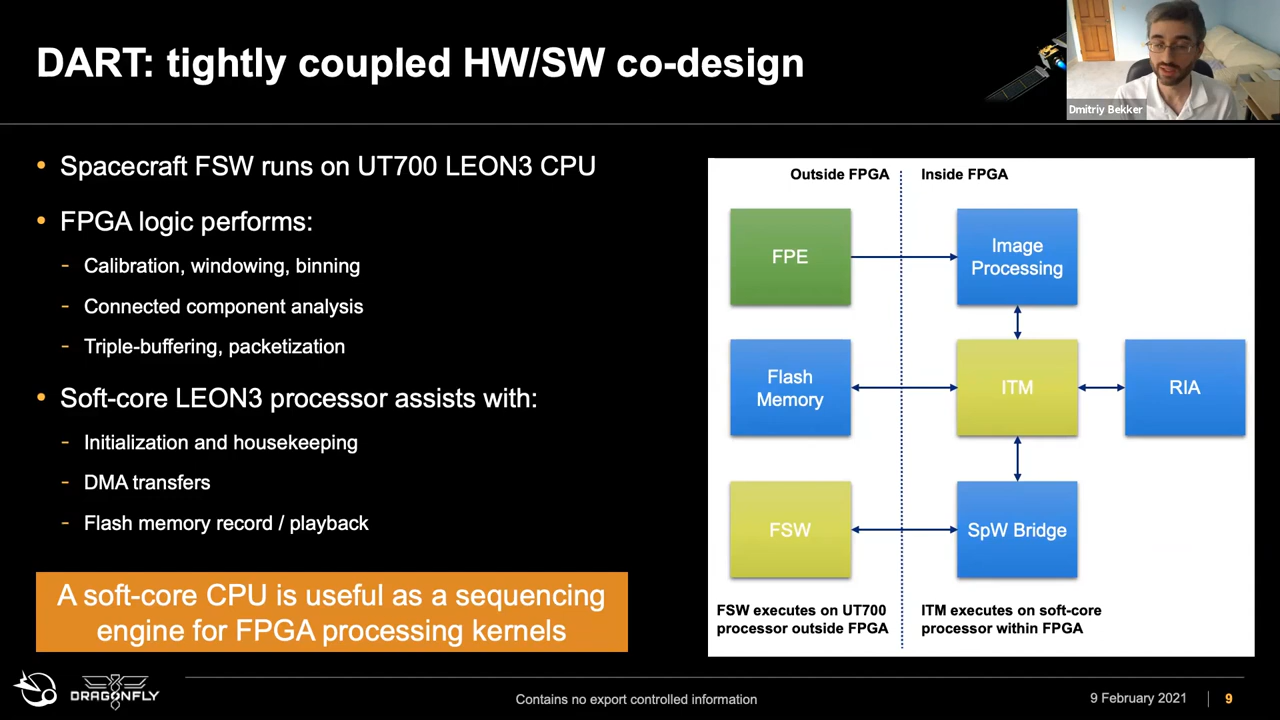 DART: tightly coupled HW/SW co-design
Dmitriy Bekker
• Spacecraft FSW runs on UT700 LEON3 CPU
• FPGA logic performs:
- Calibration, windowing, binning
- Connected component analysis
- Triple-buffering, packetization
• Soft-core LEON3 processor assists with:
- Initialization and housekeeping
- DMA transfers
- Flash memory record / playback
A soft-core CPU is useful as a sequencing
engine for FPGA processing kernels
Outside FPGA
Inside FPGA
FPE
Image
Processing
Flash
Memory
ITM
RIA
FSW
SpW Bridge
FSW executes on UT700
processor outside FPGA
ITM executes on soft-core
processor within FPGA
DRAGONFLY
Contains no export controlled information
9 February 2021
9